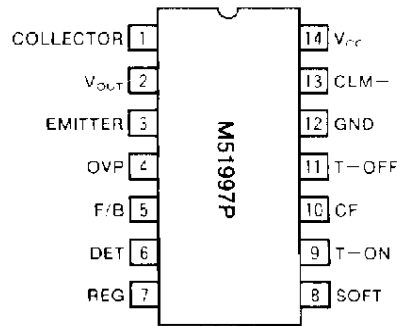 COLLECTOR 1 14 VCC
VOUT 2 13 CLM−
EMITTER 3 12 GND
OVP 4 11 T−OFF
F/B 5 10 CF
DET 6 9 T−ON
REG 7 8 SOFT
M51997P